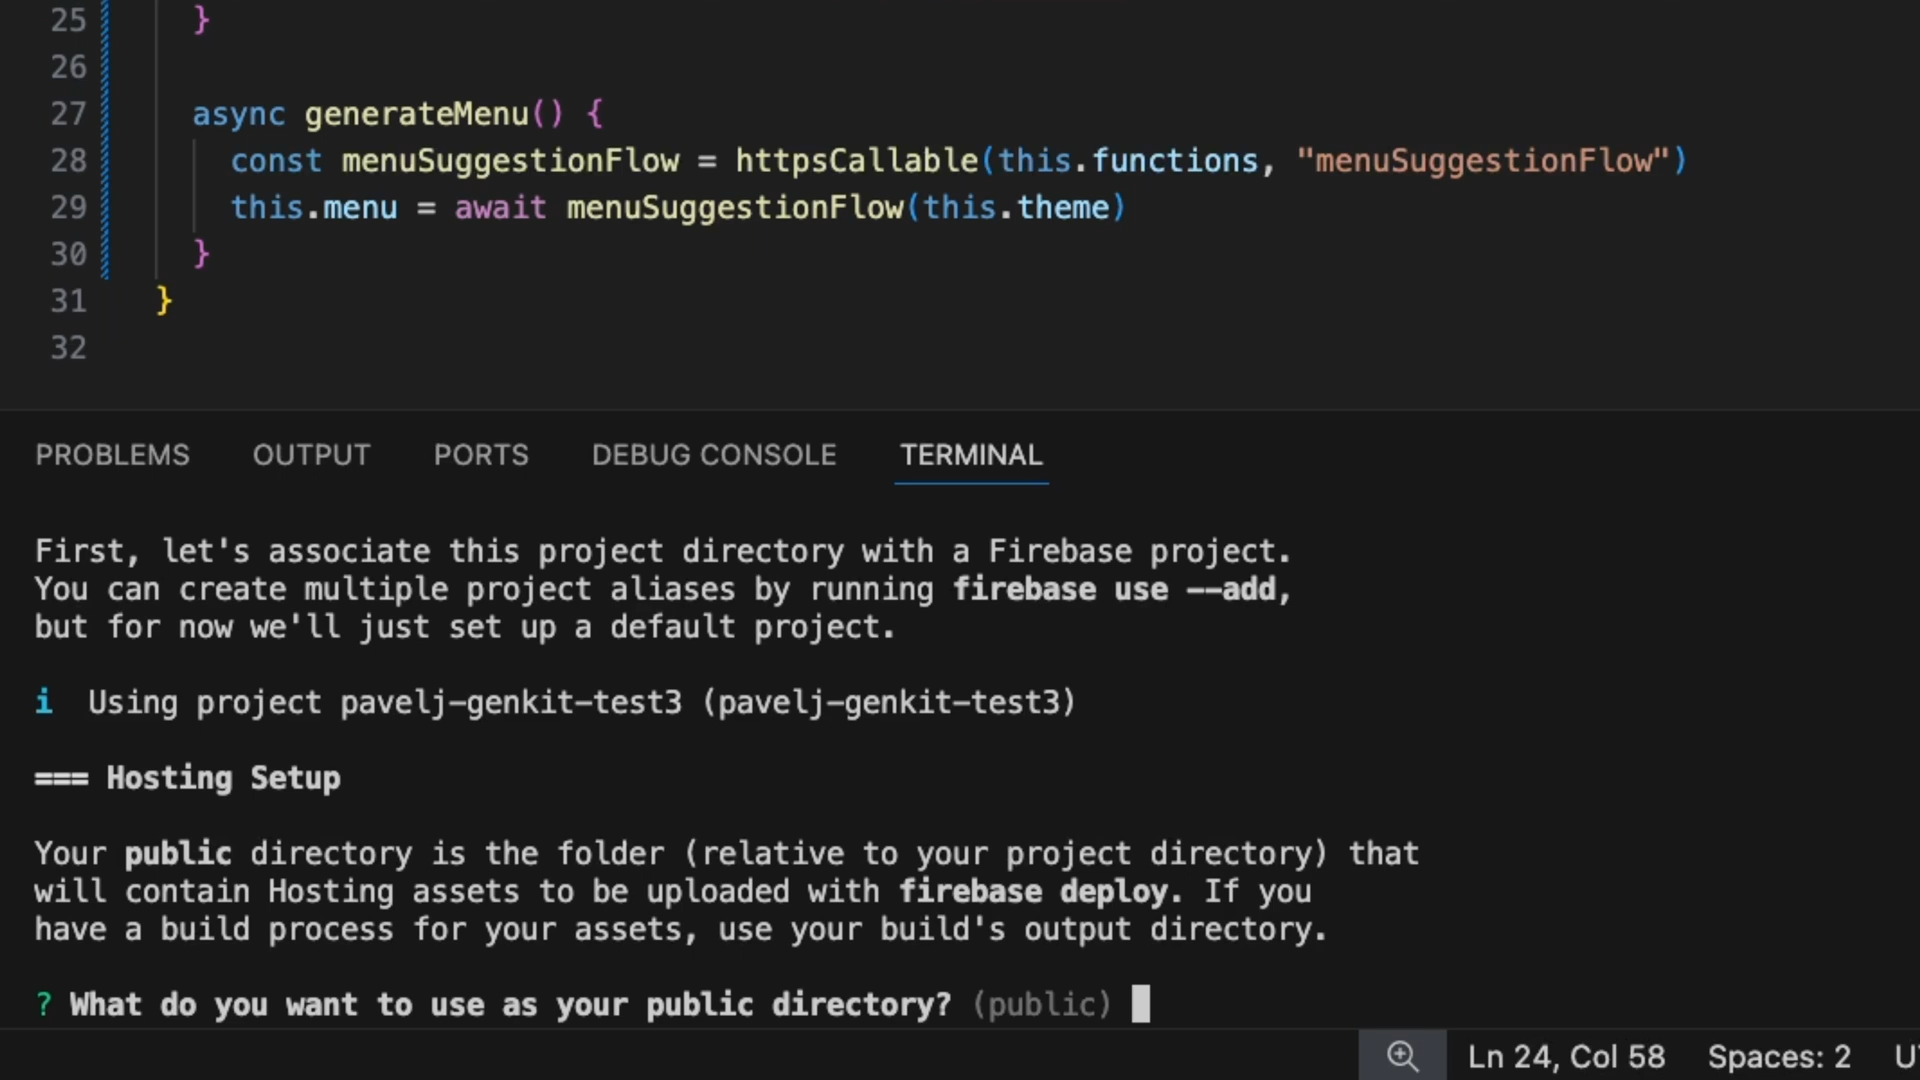 25 }
26
27 async generateMenu() {
28 const menuSuggestionFlow = httpsCallable(this.functions, "menuSuggestionFlow")
29 this.menu = await menuSuggestionFlow(this.theme)
30 }
31 }
32
PROBLEMS OUTPUT PORTS DEBUG CONSOLE TERMINAL
First, let's associate this project directory with a Firebase project.
You can create multiple project aliases by running firebase use --add,
but for now we'll just set up a default project.
i Using project pavelj-genkit-test3 (pavelj-genkit-test3)
=== Hosting Setup
Your public directory is the folder (relative to your project directory) that
will contain Hosting assets to be uploaded with firebase deploy. If you
have a build process for your assets, use your build's output directory.
? What do you want to use as your public directory? (public)
Ln 24, Col 58 Spaces: 2